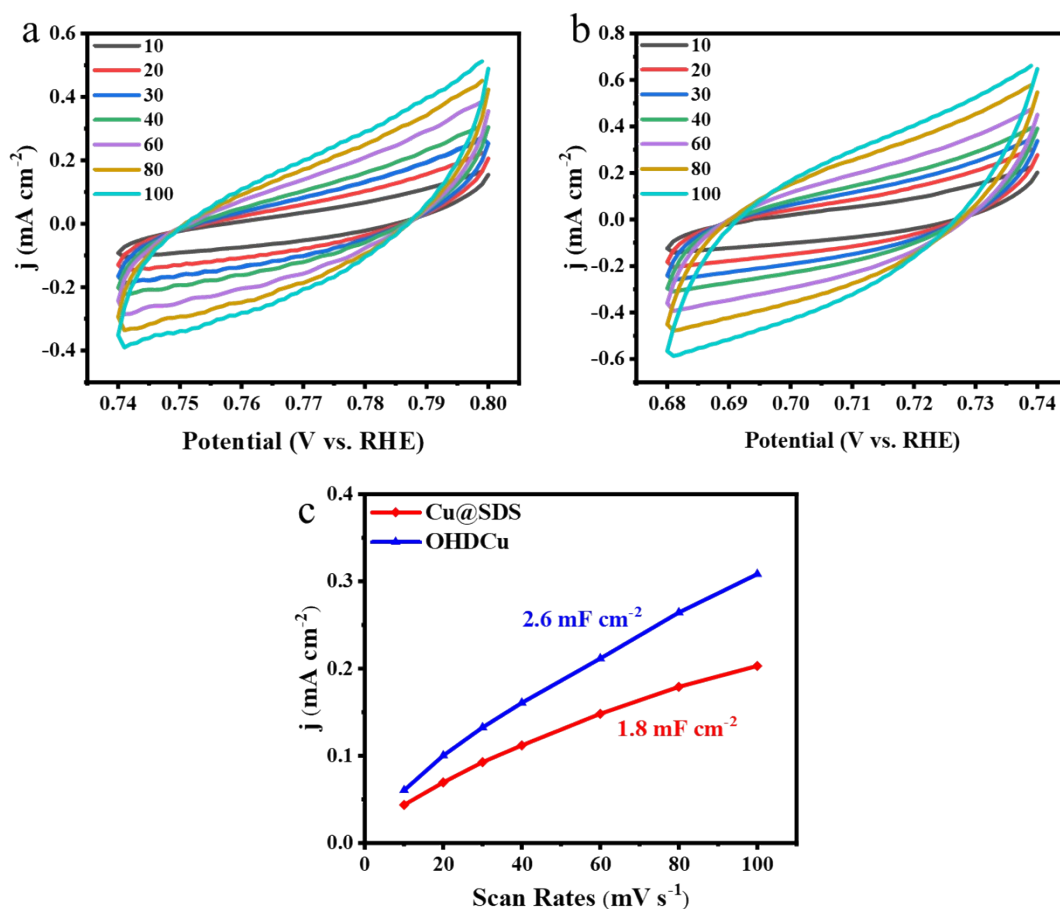 a
10
20
30
40
60
80
100
0.6
0.4
0.2
0.0
-0.2
-0.4
j (mA cm⁻²)
0.74 0.75 0.76 0.77 0.78 0.79 0.80
Potential (V vs. RHE)
b
10
20
30
40
60
80
100
0.8
0.6
0.4
0.2
0.0
-0.2
-0.4
-0.6
j (mA cm⁻²)
0.68 0.69 0.70 0.71 0.72 0.73 0.74
Potential (V vs. RHE)
c
Cu@SDS
OHDCu
2.6 mF cm⁻²
1.8 mF cm⁻²
0.4
0.3
0.2
0.1
0.0
j (mA cm⁻²)
0 20 40 60 80 100
Scan Rates (mV s⁻¹)